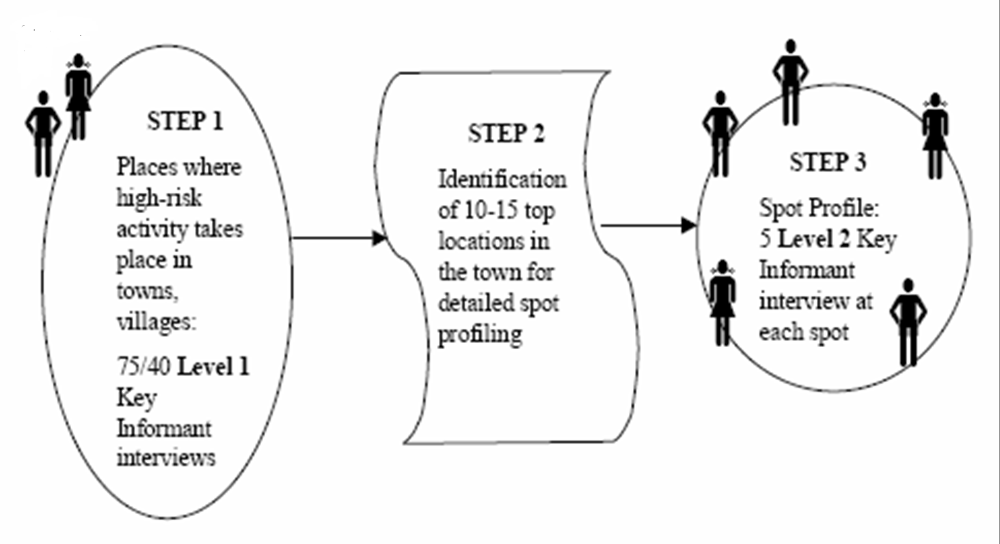 STEP 1
Places where
high-risk
activity takes
place in
towns,
villages:
75/40 Level 1
Key
Informant
interviews
STEP 2
Identification
of 10-15 top
locations in
the town for
detailed spot
profiling
STEP 3
Spot Profile:
5 Level 2 Key
Informant
interview at
each spot